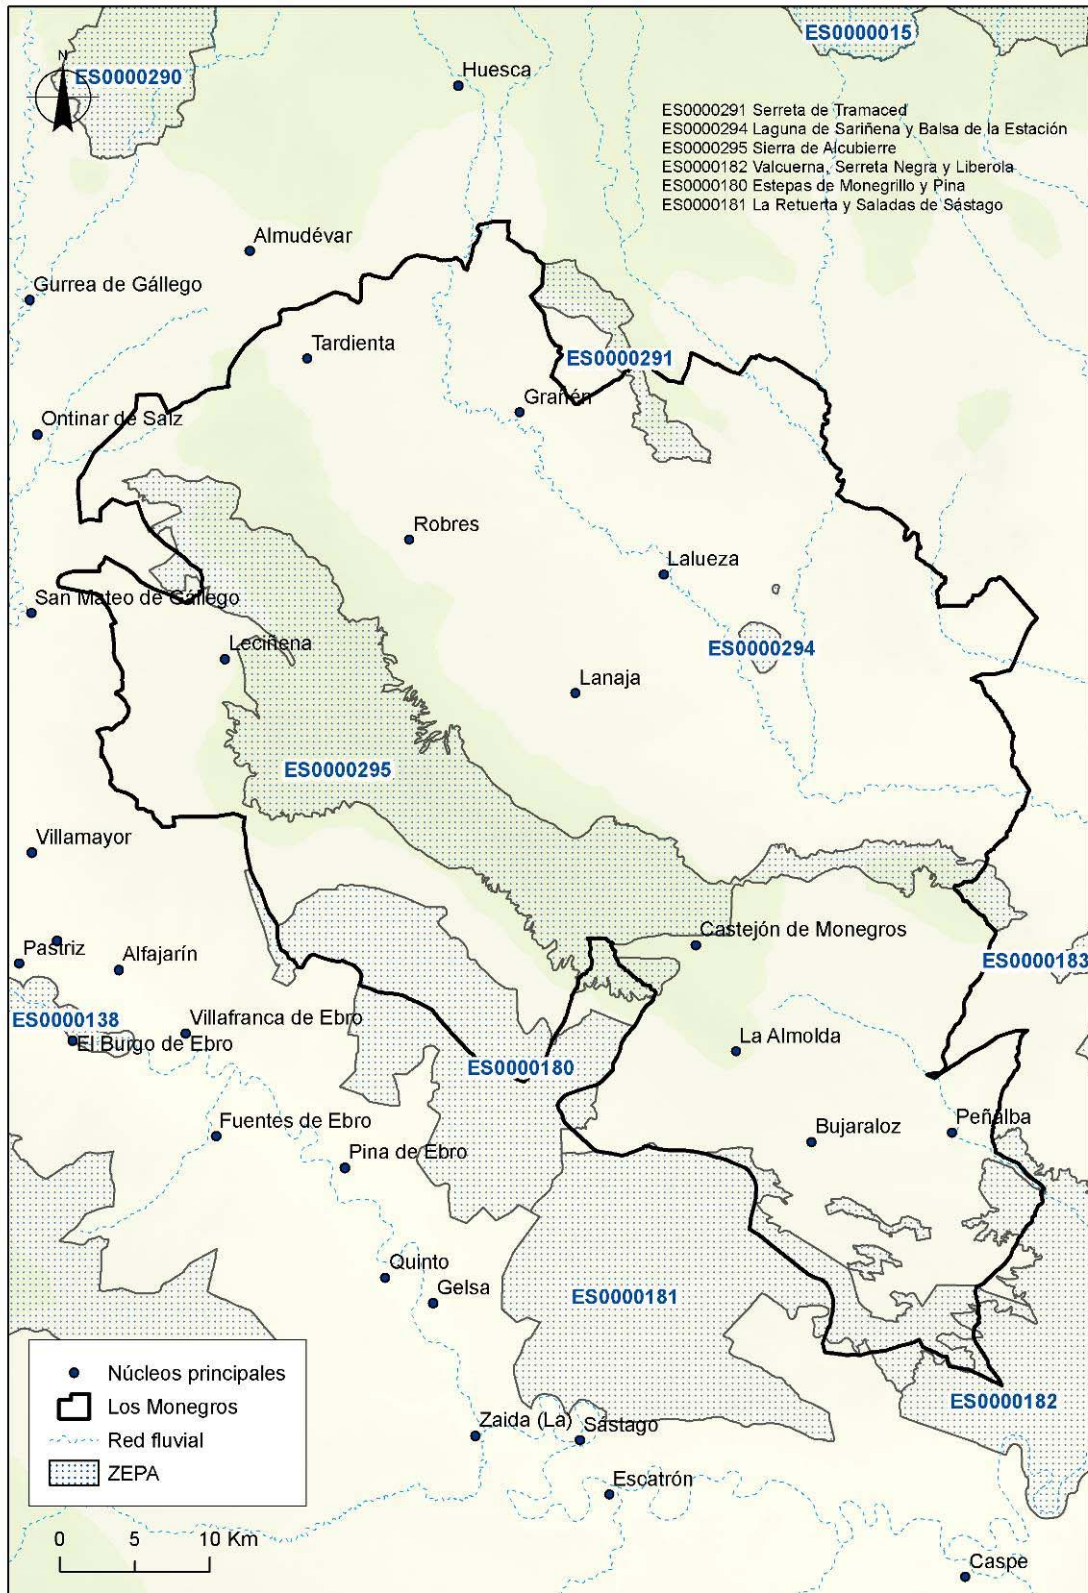 ES0000015
N
ES0000290
Huesca
ES0000291 Serreta de Tramaced
ES0000294 Laguna de Sariñena y Balsa de la Estación
ES0000295 Sierra de Alcubierre
ES0000182 Valcuerna, Serreta Negra y Liberola
ES0000180 Estepas de Monegrillo y Pina
ES0000181 La Retuerta y Saladas de Sástago
Almudévar
Gurrea de Gállego
Tardienta
ES0000291
Grañén
Ontinar de Salz
Robres
Lalueza
San Mateo de Gállego
Leciñena
ES0000294
Lanaja
ES0000295
Villamayor
Castejón de Monegros
Pastriz
Alfajarín
ES0000183
ES0000138
Villafranca de Ebro
El Burgo de Ebro
La Almolda
ES0000180
Fuentes de Ebro
Bujaraloz
Peñalba
Pina de Ebro
Quinto
Gelsa
ES0000181
Núcleos principales
Los Monegros
Red fluvial
ZEPA
ES0000182
Zaida (La)
Sástago
Escatrón
0 5 10 Km
Caspe